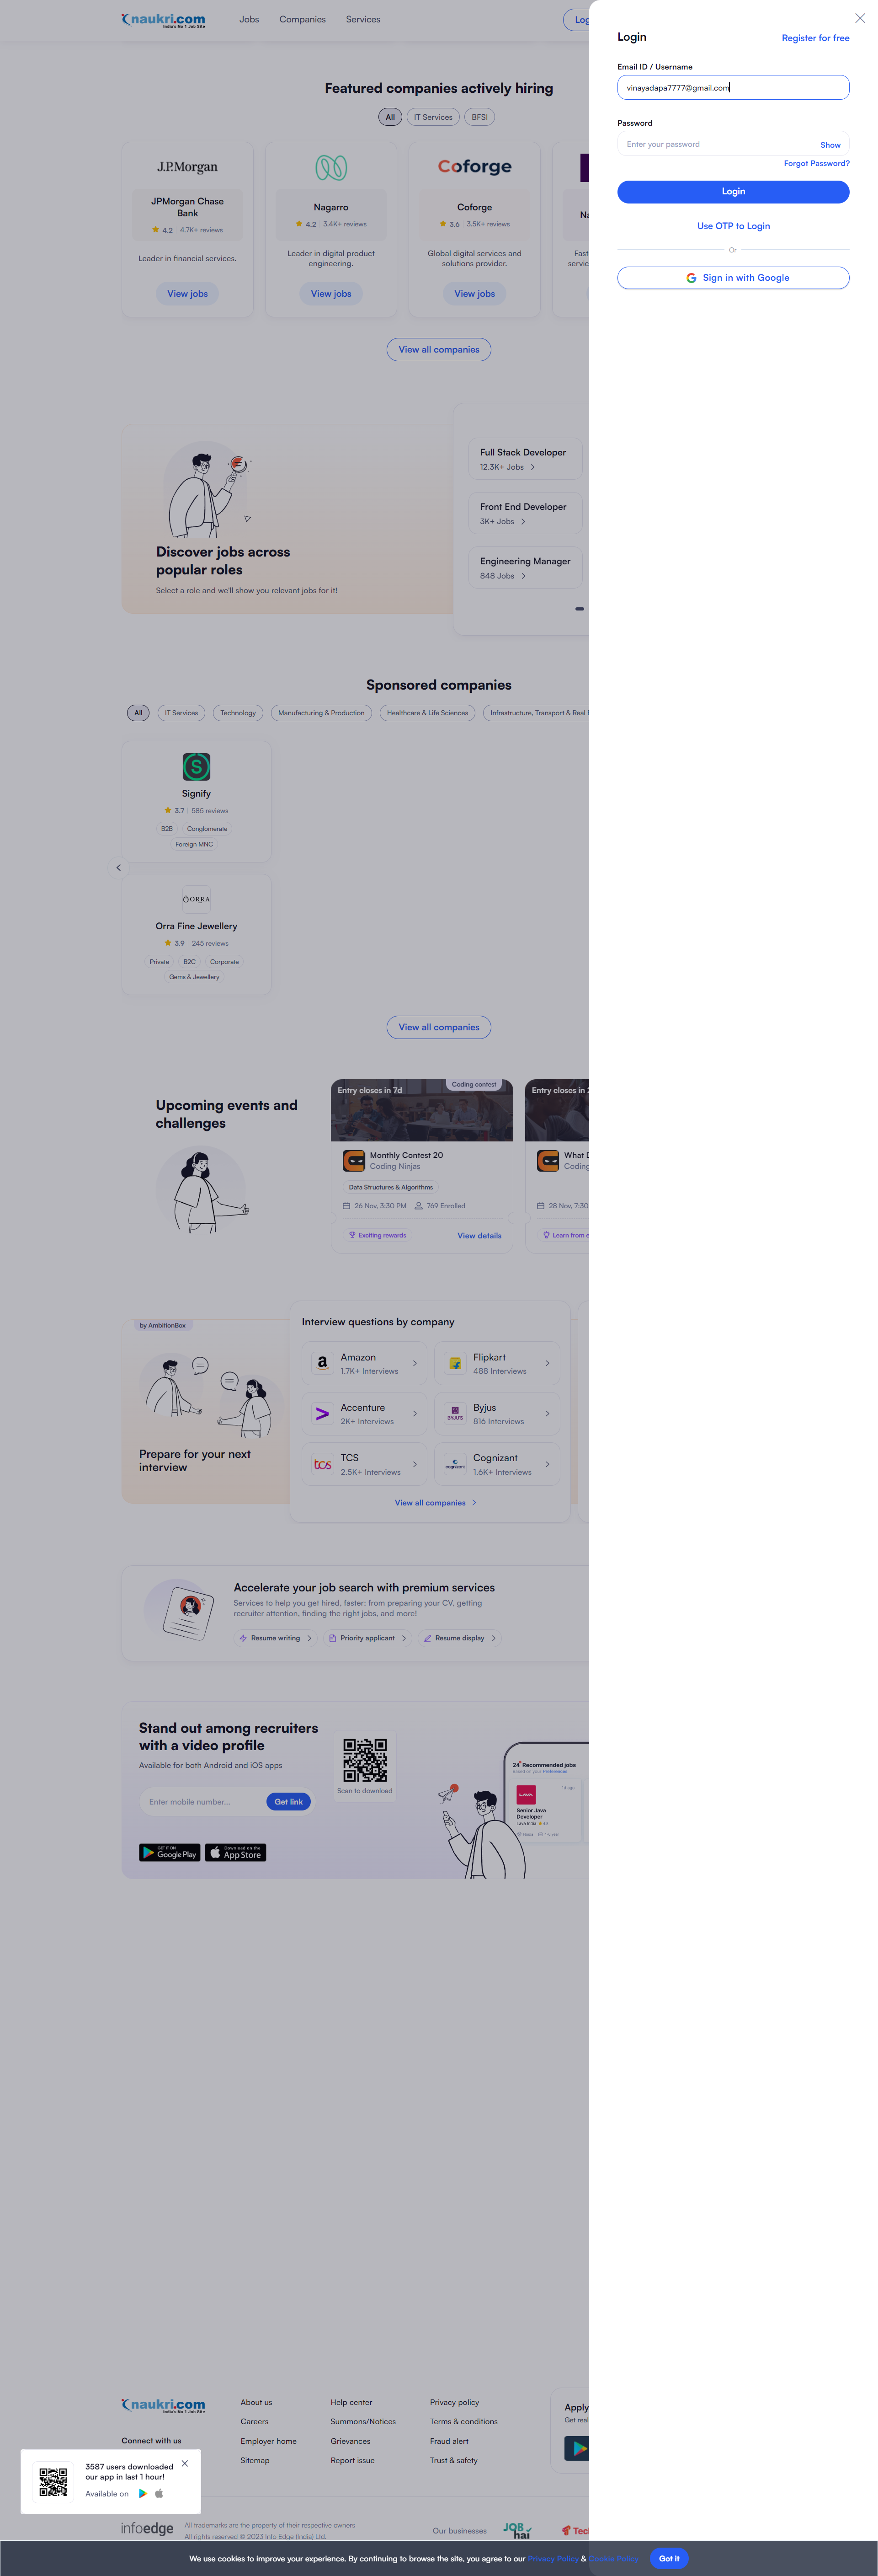 naukri.com
India's No 1 Job Site
Jobs
Companies
Services
Login
Register for free
Email ID / Username
vinayadapa7777@gmail.com
Password
Enter your password
Show
Forgot Password?
Login
Use OTP to Login
Or
Sign in with Google
Featured companies actively hiring
All
IT Services
BFSI
J.P.Morgan
JPMorgan Chase
Bank
4.2
4.7K+ reviews
Leader in financial services.
View jobs
Nagarro
4.2
3.4K+ reviews
Leader in digital product
engineering.
View jobs
Coforge
Coforge
3.6
3.5K+ reviews
Global digital services and
solutions provider.
View jobs
View all companies
Discover jobs across
popular roles
Select a role and we'll show you relevant jobs for it!
Full Stack Developer
12.3K+ Jobs
Front End Developer
3K+ Jobs
Engineering Manager
848 Jobs
Sponsored companies
All
IT Services
Technology
Manufacturing & Production
Healthcare & Life Sciences
Infrastructure, Transport & Real
Signify
3.7
585 reviews
B2B
Conglomerate
Foreign MNC
ORRA
Orra Fine Jewellery
3.9
245 reviews
Private
B2C
Corporate
Gems & Jewellery
View all companies
Upcoming events and
challenges
Entry closes in 7d
Coding contest
Monthly Contest 20
Coding Ninjas
Data Structures & Algorithms
26 Nov, 3:30 PM
769 Enrolled
Exciting rewards
View details
Entry closes in
What
Coding
28 Nov, 7:30
Learn from
by AmbitionBox
Prepare for your next
interview
Interview questions by company
Amazon
1.7K+ Interviews
Flipkart
488 Interviews
Accenture
2K+ Interviews
BYJU'S
Byjus
816 Interviews
tcs
TCS
2.5K+ Interviews
cognizant
Cognizant
1.6K+ Interviews
View all companies
Accelerate your job search with premium services
Services to help you get hired, faster: from preparing your CV, getting
recruiter attention, finding the right jobs, and more!
Resume writing
Priority applicant
Resume display
Stand out among recruiters
with a video profile
Available for both Android and iOS apps
Enter mobile number...
Get link
Scan to download
GET IT ON
Google Play
Download on the
App Store
24 Recommended jobs
Based on your Preferences
LAVA
Senior Java
Developer
Lava India
naukri.com
India's No 1 Job Site
Connect with us
About us
Careers
Employer home
Sitemap
Help center
Summons/Notices
Grievances
Report issue
Privacy policy
Terms & conditions
Fraud alert
Trust & safety
Apply
Get real
3587 users downloaded
our app in last 1 hour!
Available on
infoedge
All trademarks are the property of their respective owners
All rights reserved © 2023 Info Edge (India) Ltd.
Our businesses
JOB
hai
Tech
We use cookies to improve your experience. By continuing to browse the site, you agree to our Privacy Policy & Cookie Policy
Got it